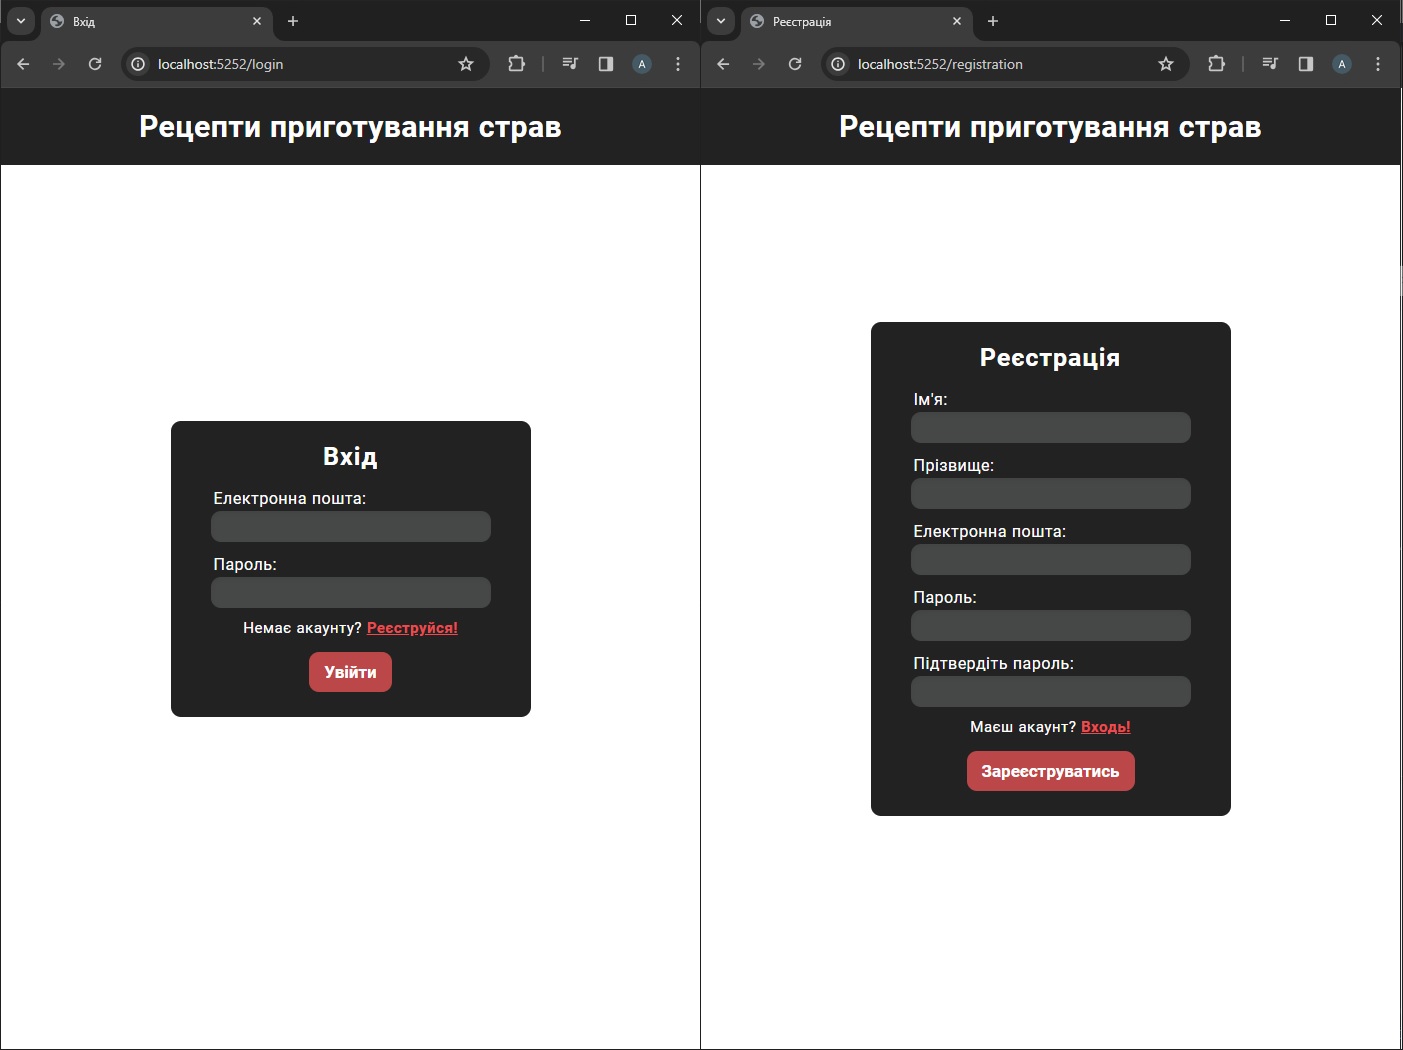 Вхід
localhost:5252/login
A
Рецепти приготування страв
Вхід
Електронна пошта:
Пароль:
Немає акаунту? Реєструйся!
Увійти
Реєстрація
localhost:5252/registration
A
Рецепти приготування страв
Реєстрація
Ім'я:
Прізвище:
Електронна пошта:
Пароль:
Підтвердіть пароль:
Маєш акаунт? Входь!
Зареєструватись